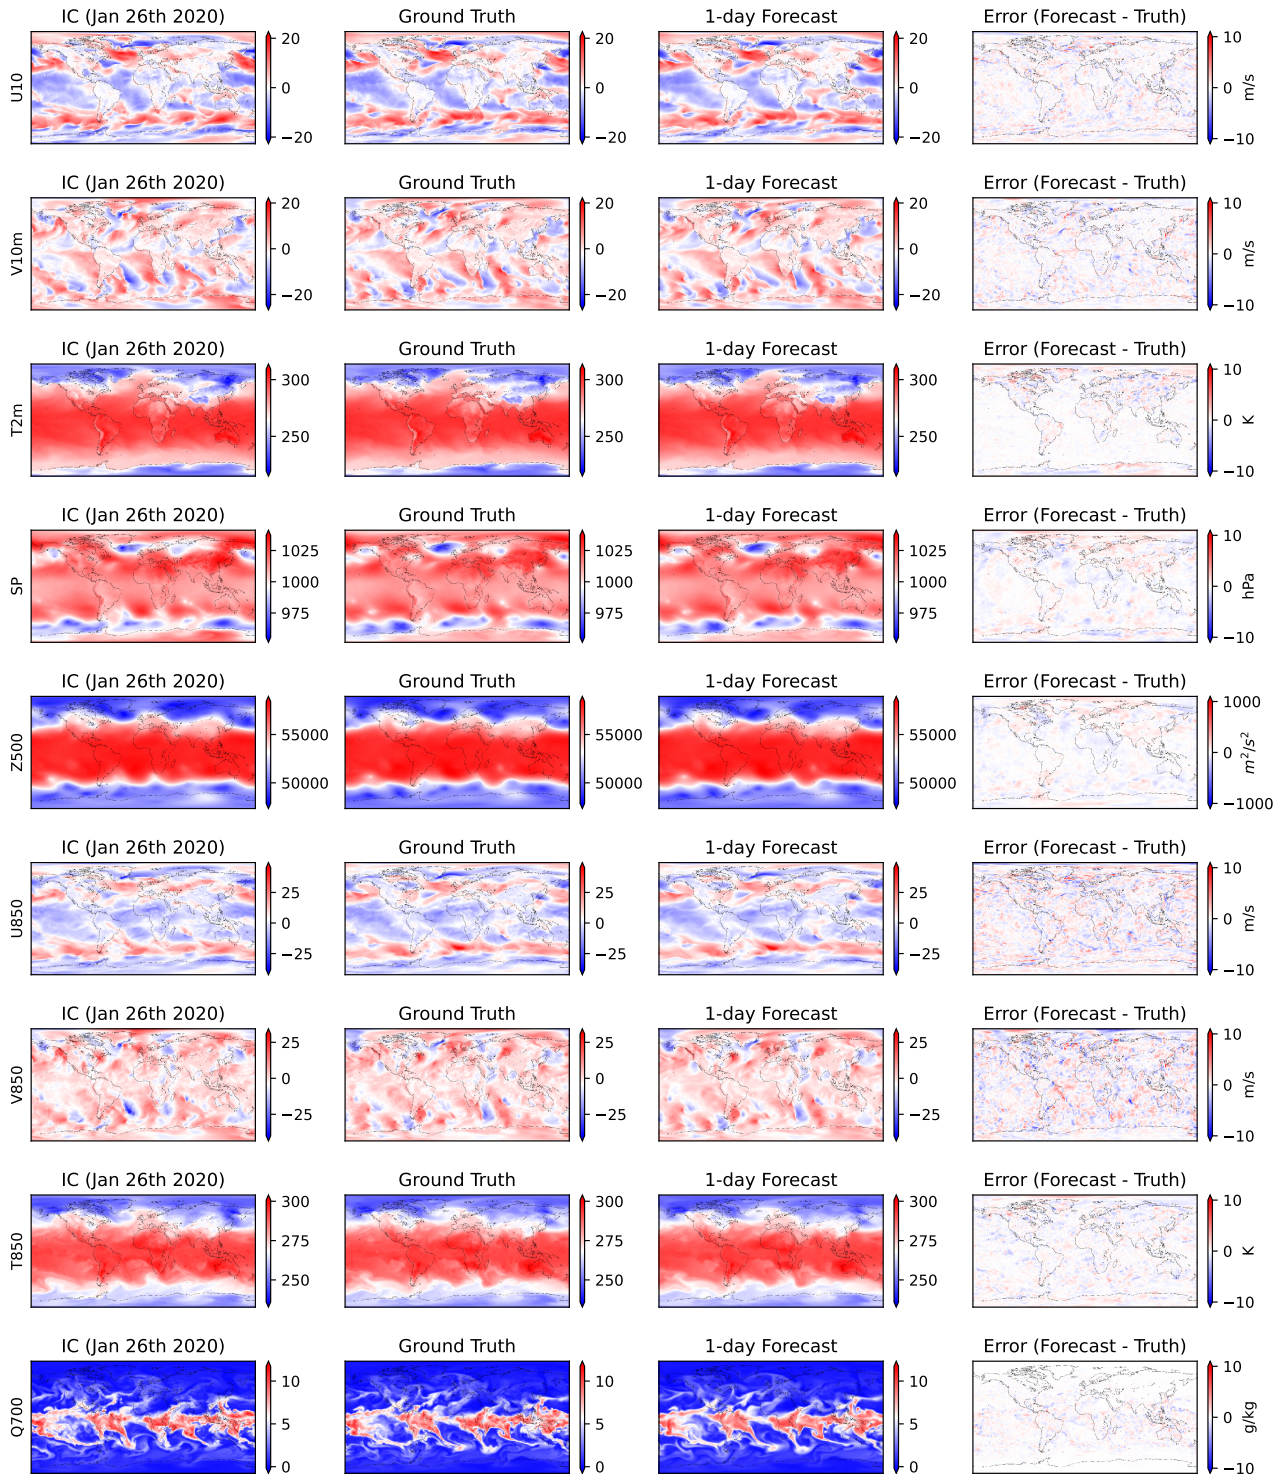 IC (Jan 26th 2020) Ground Truth 1-day Forecast Error (Forecast - Truth)
U10 20 0 −20 20 0 −20 20 0 −20 10 0 −10 m/s
IC (Jan 26th 2020) Ground Truth 1-day Forecast Error (Forecast - Truth)
V10m 20 0 −20 20 0 −20 20 0 −20 10 0 −10 m/s
IC (Jan 26th 2020) Ground Truth 1-day Forecast Error (Forecast - Truth)
T2m 300 250 300 250 300 250 10 0 −10 K
IC (Jan 26th 2020) Ground Truth 1-day Forecast Error (Forecast - Truth)
SP 1025 1000 975 1025 1000 975 1025 1000 975 10 0 −10 hPa
IC (Jan 26th 2020) Ground Truth 1-day Forecast Error (Forecast - Truth)
Z500 55000 50000 55000 50000 55000 50000 1000 0 −1000 m²/s²
IC (Jan 26th 2020) Ground Truth 1-day Forecast Error (Forecast - Truth)
U850 25 0 −25 25 0 −25 25 0 −25 10 0 −10 m/s
IC (Jan 26th 2020) Ground Truth 1-day Forecast Error (Forecast - Truth)
V850 25 0 −25 25 0 −25 25 0 −25 10 0 −10 m/s
IC (Jan 26th 2020) Ground Truth 1-day Forecast Error (Forecast - Truth)
T850 300 275 250 300 275 250 300 275 250 10 0 −10 K
IC (Jan 26th 2020) Ground Truth 1-day Forecast Error (Forecast - Truth)
Q700 10 5 0 10 5 0 10 5 0 10 0 −10 g/kg